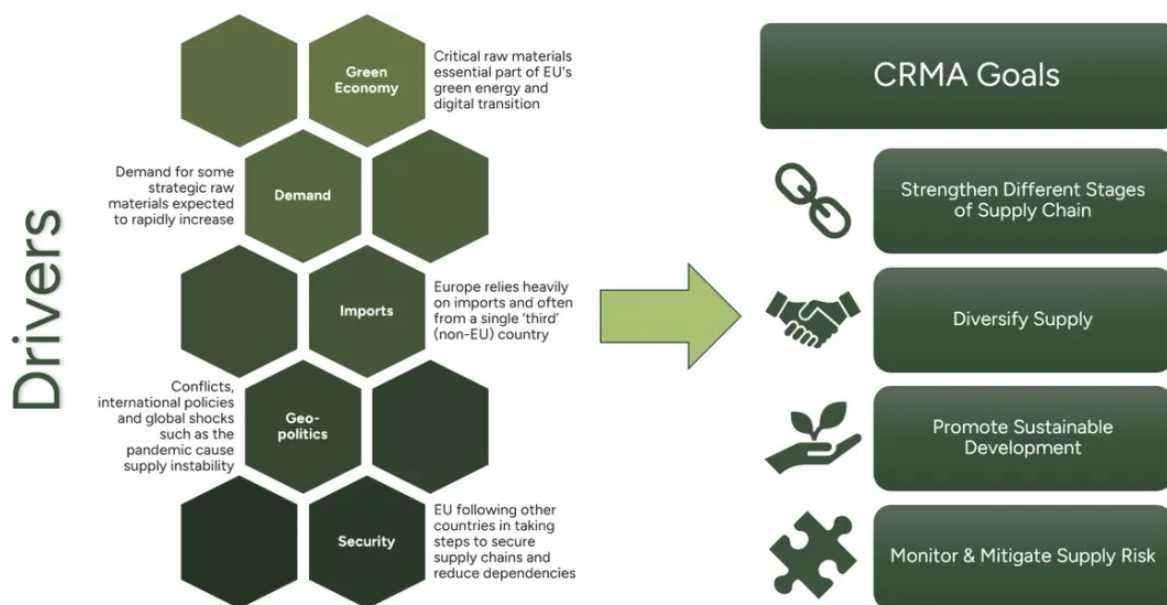 Drivers
Green
Economy
Critical raw materials
essential part of EU's
green energy and
digital transition
Demand for some
strategic raw
materials expected
to rapidly increase
Demand
Imports
Europe relies heavily
on imports and often
from a single ‘third’
(non-EU) country
Conflicts,
international policies
and global shocks
such as the
pandemic cause
supply instability
Geo-
politics
Security
EU following other
countries in taking
steps to secure
supply chains and
reduce dependencies
CRMA Goals
Strengthen Different Stages
of Supply Chain
Diversify Supply
Promote Sustainable
Development
Monitor & Mitigate Supply Risk